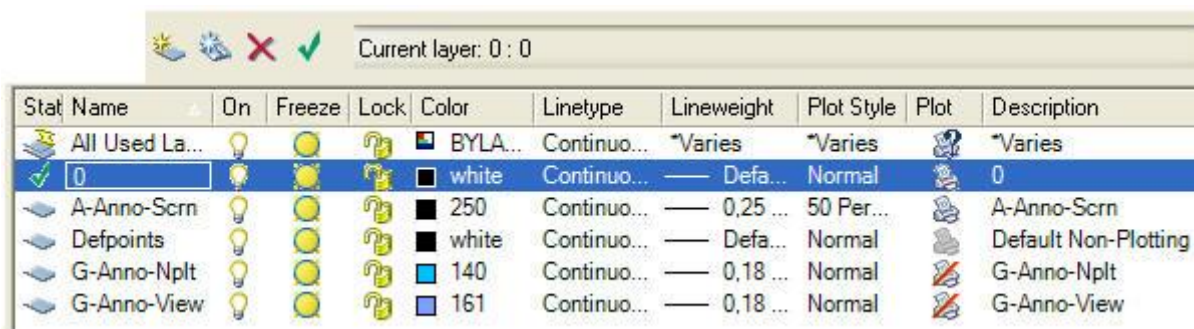 Current layer: 0 : 0
Stat Name On Freeze Lock Color Linetype Lineweight Plot Style Plot Description
All Used La... BYLA... Continuo... *Varies *Varies *Varies
0 white Continuo... Defa... Normal 0
A-Anno-Scrn 250 Continuo... 0,25 ... 50 Per... A-Anno-Scrn
Defpoints white Continuo... Defa... Normal Default Non-Plotting
G-Anno-Nplt 140 Continuo... 0,18 ... Normal G-Anno-Nplt
G-Anno-View 161 Continuo... 0,18 ... Normal G-Anno-View